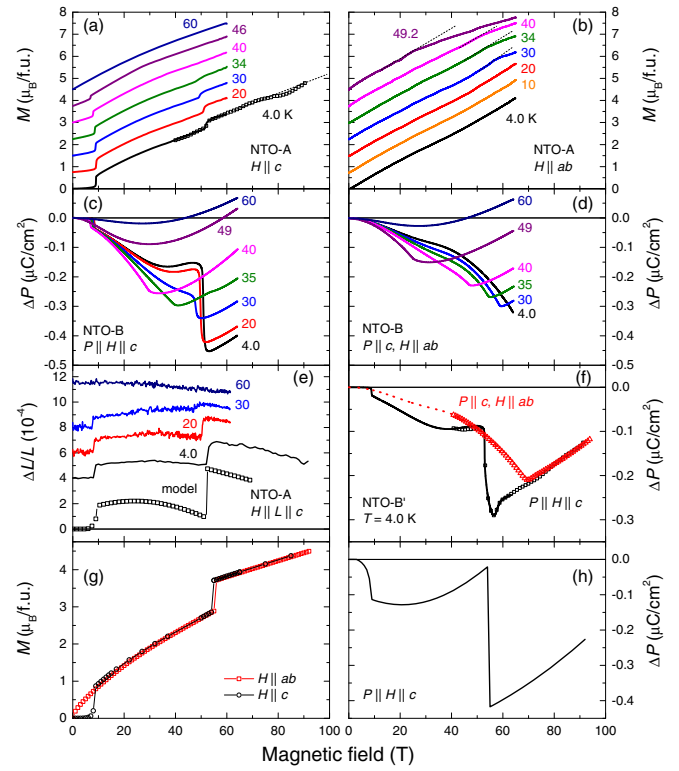 (a)
60
46
40
34
30
20
4.0 K
NTO-A
H || c
M (μB/f.u.)
0
1
2
3
4
5
6
7
8
(b)
49.2
40
34
30
20
10
4.0 K
NTO-A
H || ab
M (μB/f.u.)
0
1
2
3
4
5
6
7
8
(c)
60
49
40
35
30
20
4.0
NTO-B
P || H || c
ΔP (μC/cm²)
0.0
-0.1
-0.2
-0.3
-0.4
-0.5
(d)
60
49
40
35
30
4.0
NTO-B
P || c, H || ab
ΔP (μC/cm²)
0.0
-0.1
-0.2
-0.3
-0.4
-0.5
(e)
60
30
20
4.0
model
NTO-A
H || L || c
ΔL/L (10⁻⁴)
0
2
4
6
8
10
12
(f)
P || c, H || ab
P || H || c
NTO-B'
T = 4.0 K
ΔP (μC/cm²)
0.0
-0.1
-0.2
-0.3
(g)
H || ab
H || c
M (μB/f.u.)
0
2
4
0 20 40 60 80 100
(h)
P || H || c
ΔP (μC/cm²)
0.0
-0.1
-0.2
-0.3
-0.4
0 20 40 60 80 100
Magnetic field (T)